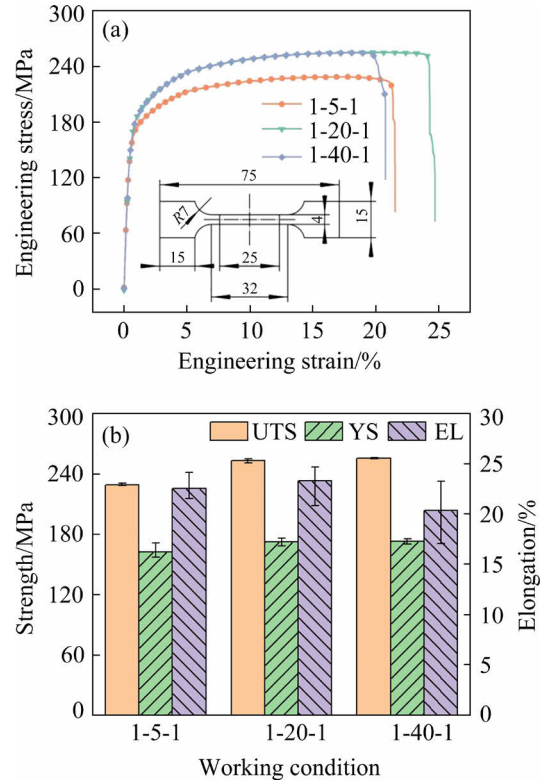 (a)
Engineering stress/MPa
300
240
180
120
60
0
1-5-1
1-20-1
1-40-1
75
R7
4
15
15
25
32
0 5 10 15 20 25
Engineering strain/%
(b)
UTS YS EL
Strength/MPa
300
240
180
120
60
0
Elongation/%
30
25
20
15
10
5
0
1-5-1 1-20-1 1-40-1
Working condition